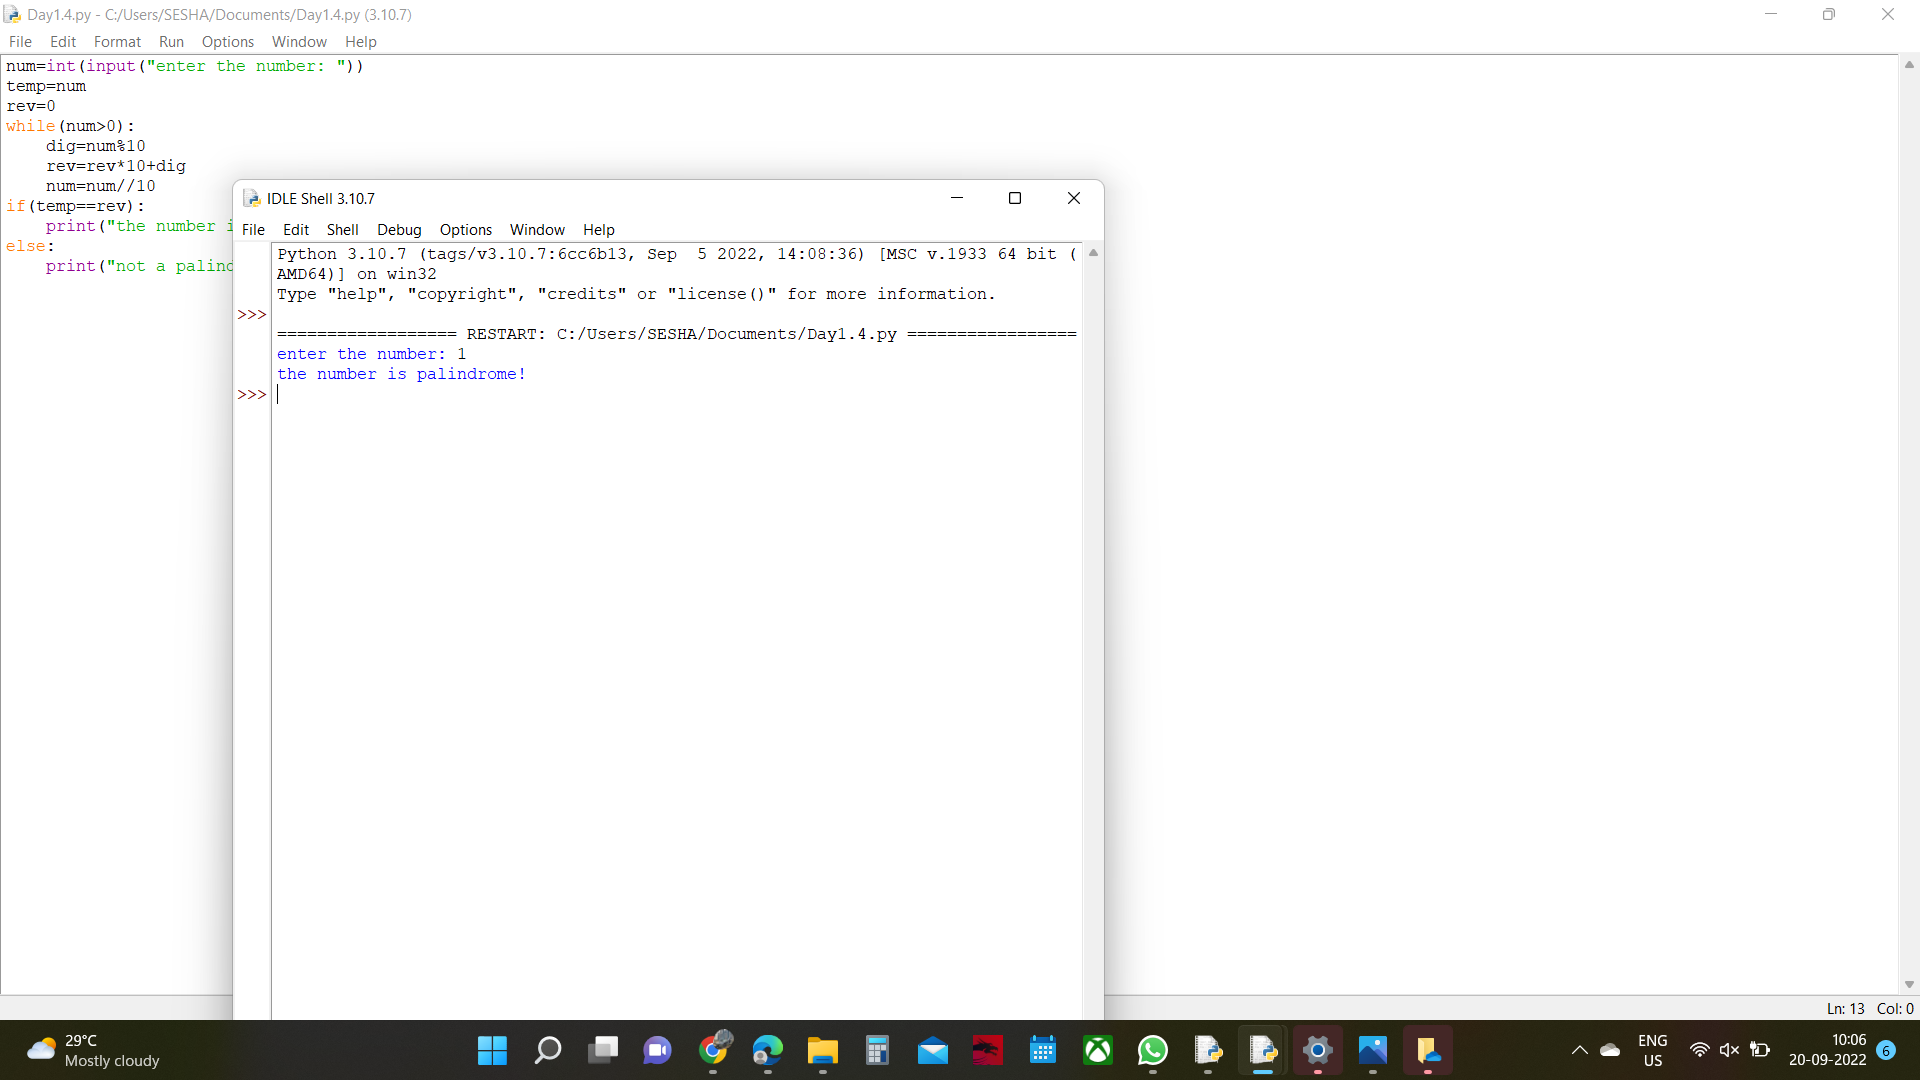 Day1.4.py - C:/Users/SESHA/Documents/Day1.4.py (3.10.7)
File Edit Format Run Options Window Help
num=int(input("enter the number: "))
temp=num
rev=0
while(num>0):
    dig=num%10
    rev=rev*10+dig
    num=num//10
if(temp==rev):
    print("the number i
else:
    print("not a palind
IDLE Shell 3.10.7
File Edit Shell Debug Options Window Help
Python 3.10.7 (tags/v3.10.7:6cc6b13, Sep  5 2022, 14:08:36) [MSC v.1933 64 bit (
AMD64)] on win32
Type "help", "copyright", "credits" or "license()" for more information.
>>>
================== RESTART: C:/Users/SESHA/Documents/Day1.4.py =================
enter the number: 1
the number is palindrome!
>>>
Ln: 13 Col: 0
29°C
Mostly cloudy
ENG
US
10:06
20-09-2022
6